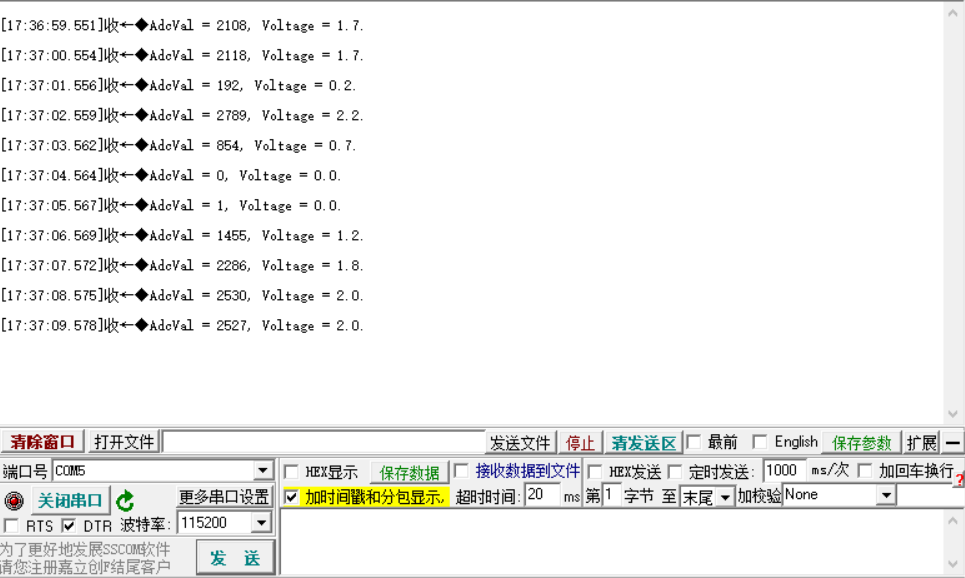 [17:36:59.551]收←◆AdcVal = 2108, Voltage = 1.7.
[17:37:00.554]收←◆AdcVal = 2118, Voltage = 1.7.
[17:37:01.556]收←◆AdcVal = 192, Voltage = 0.2.
[17:37:02.559]收←◆AdcVal = 2789, Voltage = 2.2.
[17:37:03.562]收←◆AdcVal = 854, Voltage = 0.7.
[17:37:04.564]收←◆AdcVal = 0, Voltage = 0.0.
[17:37:05.567]收←◆AdcVal = 1, Voltage = 0.0.
[17:37:06.569]收←◆AdcVal = 1455, Voltage = 1.2.
[17:37:07.572]收←◆AdcVal = 2286, Voltage = 1.8.
[17:37:08.575]收←◆AdcVal = 2530, Voltage = 2.0.
[17:37:09.578]收←◆AdcVal = 2527, Voltage = 2.0.
清除窗口 打开文件 发送文件 停止 清发送区 最前 English 保存参数 扩展 —
端口号 COM5 HEX显示 保存数据 接收数据到文件 HEX发送 定时发送: 1000 ms/次 加回车换行
关闭串口 更多串口设置 加时间戳和分包显示, 超时时间: 20 ms 第 1 字节 至 末尾 加校验 None ?
RTS DTR 波特率: 115200
为了更好地发展SSCOM软件
请您注册嘉立创F结尾客户
发 送